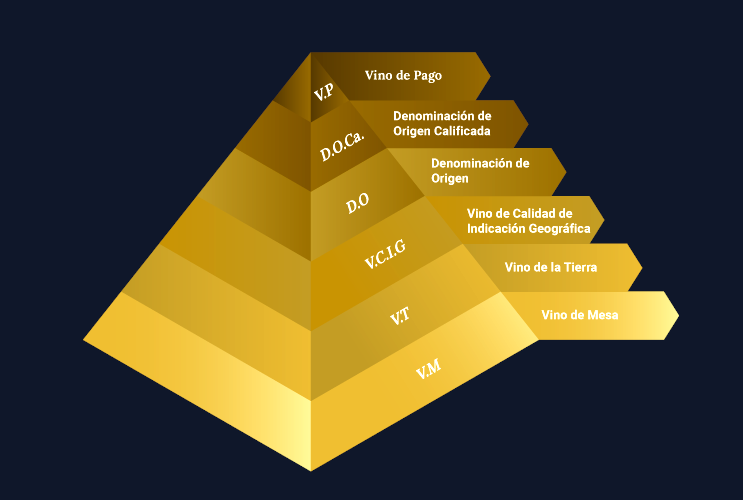 V.P
Vino de Pago
D.O.Ca.
Denominación de
Origen Calificada
D.O
Denominación de
Origen
V.C.I.G
Vino de Calidad de
Indicación Geográfica
V.T
Vino de la Tierra
V.M
Vino de Mesa